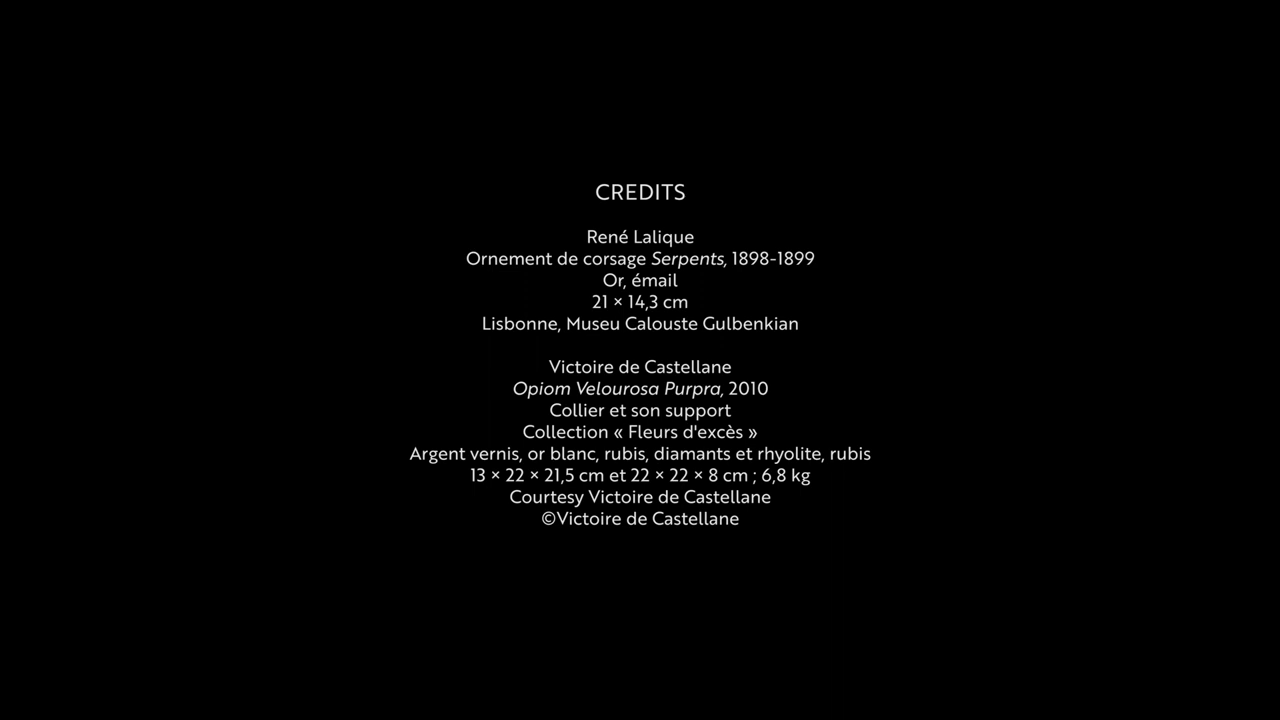 CREDITS
René Lalique
Ornement de corsage Serpents, 1898-1899
Or, émail
21 × 14,3 cm
Lisbonne, Museu Calouste Gulbenkian
Victoire de Castellane
Opiom Velourosa Purpra, 2010
Collier et son support
Collection « Fleurs d'excès »
Argent vernis, or blanc, rubis, diamants et rhyolite, rubis
13 × 22 × 21,5 cm et 22 × 22 × 8 cm ; 6,8 kg
Courtesy Victoire de Castellane
©Victoire de Castellane